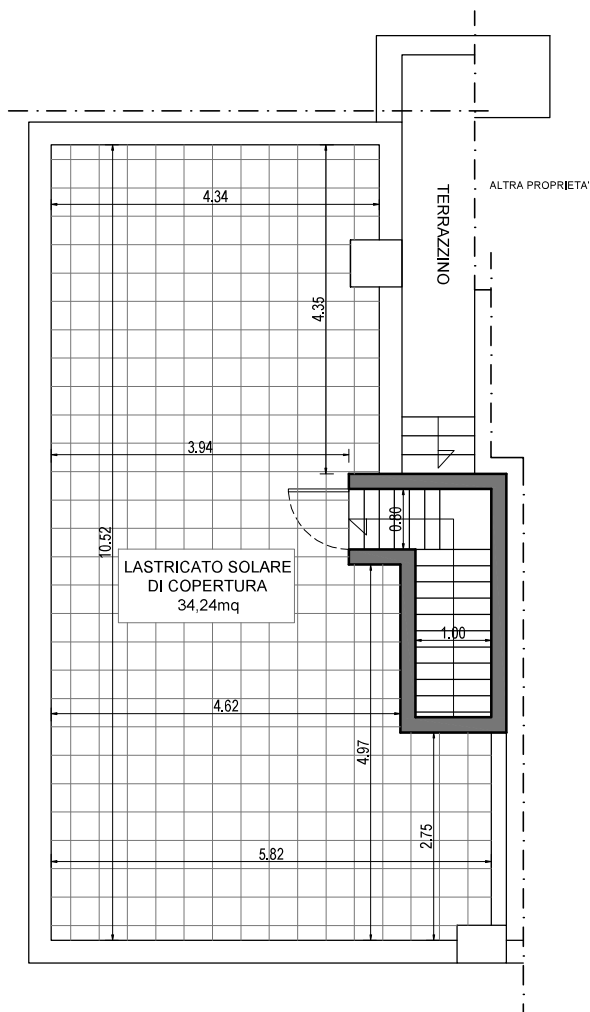 ALTRA PROPRIETA'
TERRAZZINO
4.34
4.35
3.94
0.80
10.52
LASTRICATO SOLARE
DI COPERTURA
34,24mq
1.00
4.62
4.97
2.75
5.82